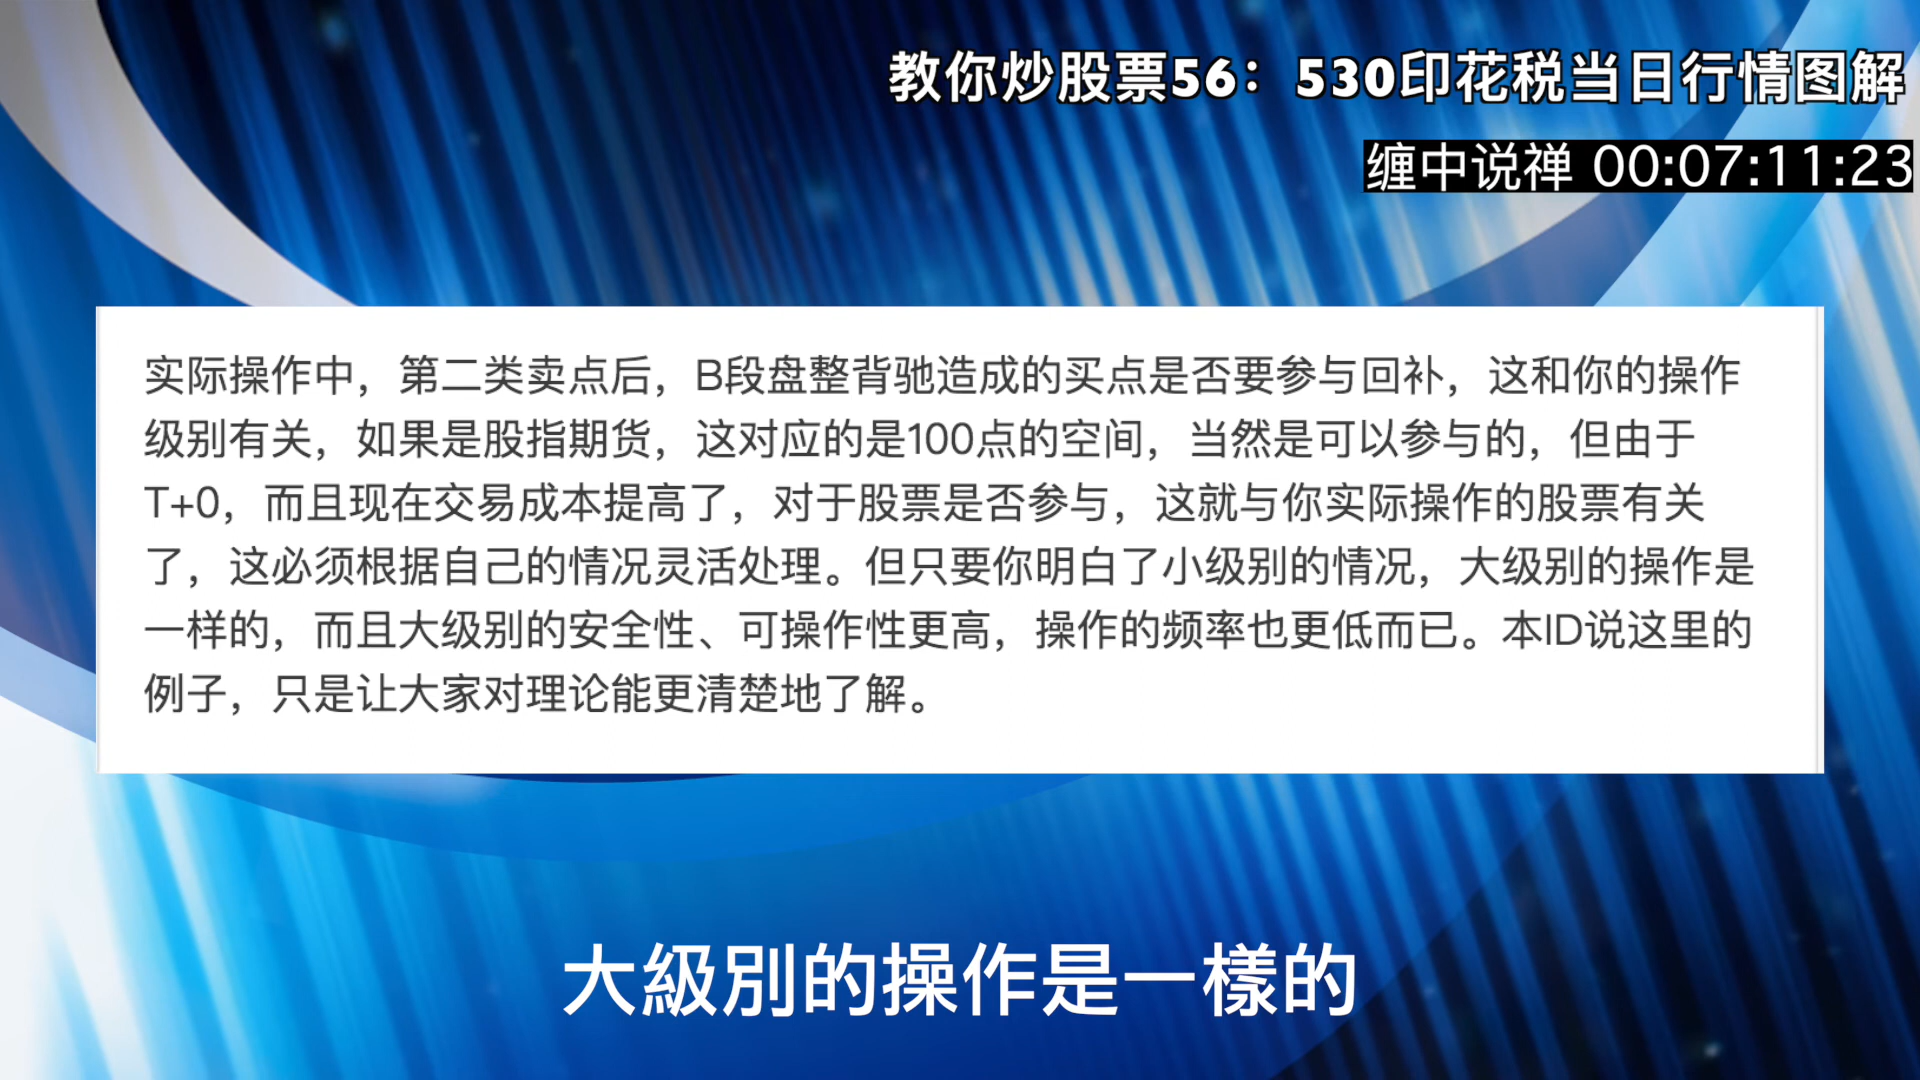 教你炒股票56：530印花税当日行情图解
缠中说禅 00:07:11:23
实际操作中，第二类卖点后，B段盘整背驰造成的买点是否要参与回补，这和你的操作
级别有关，如果是股指期货，这对应的是100点的空间，当然是可以参与的，但由于
T+0，而且现在交易成本提高了，对于股票是否参与，这就与你实际操作的股票有关
了，这必须根据自己的情况灵活处理。但只要你明白了小级别的情况，大级别的操作是
一样的，而且大级别的安全性、可操作性更高，操作的频率也更低而已。本ID说这里的
例子，只是让大家对理论能更清楚地了解。
大級別的操作是一樣的